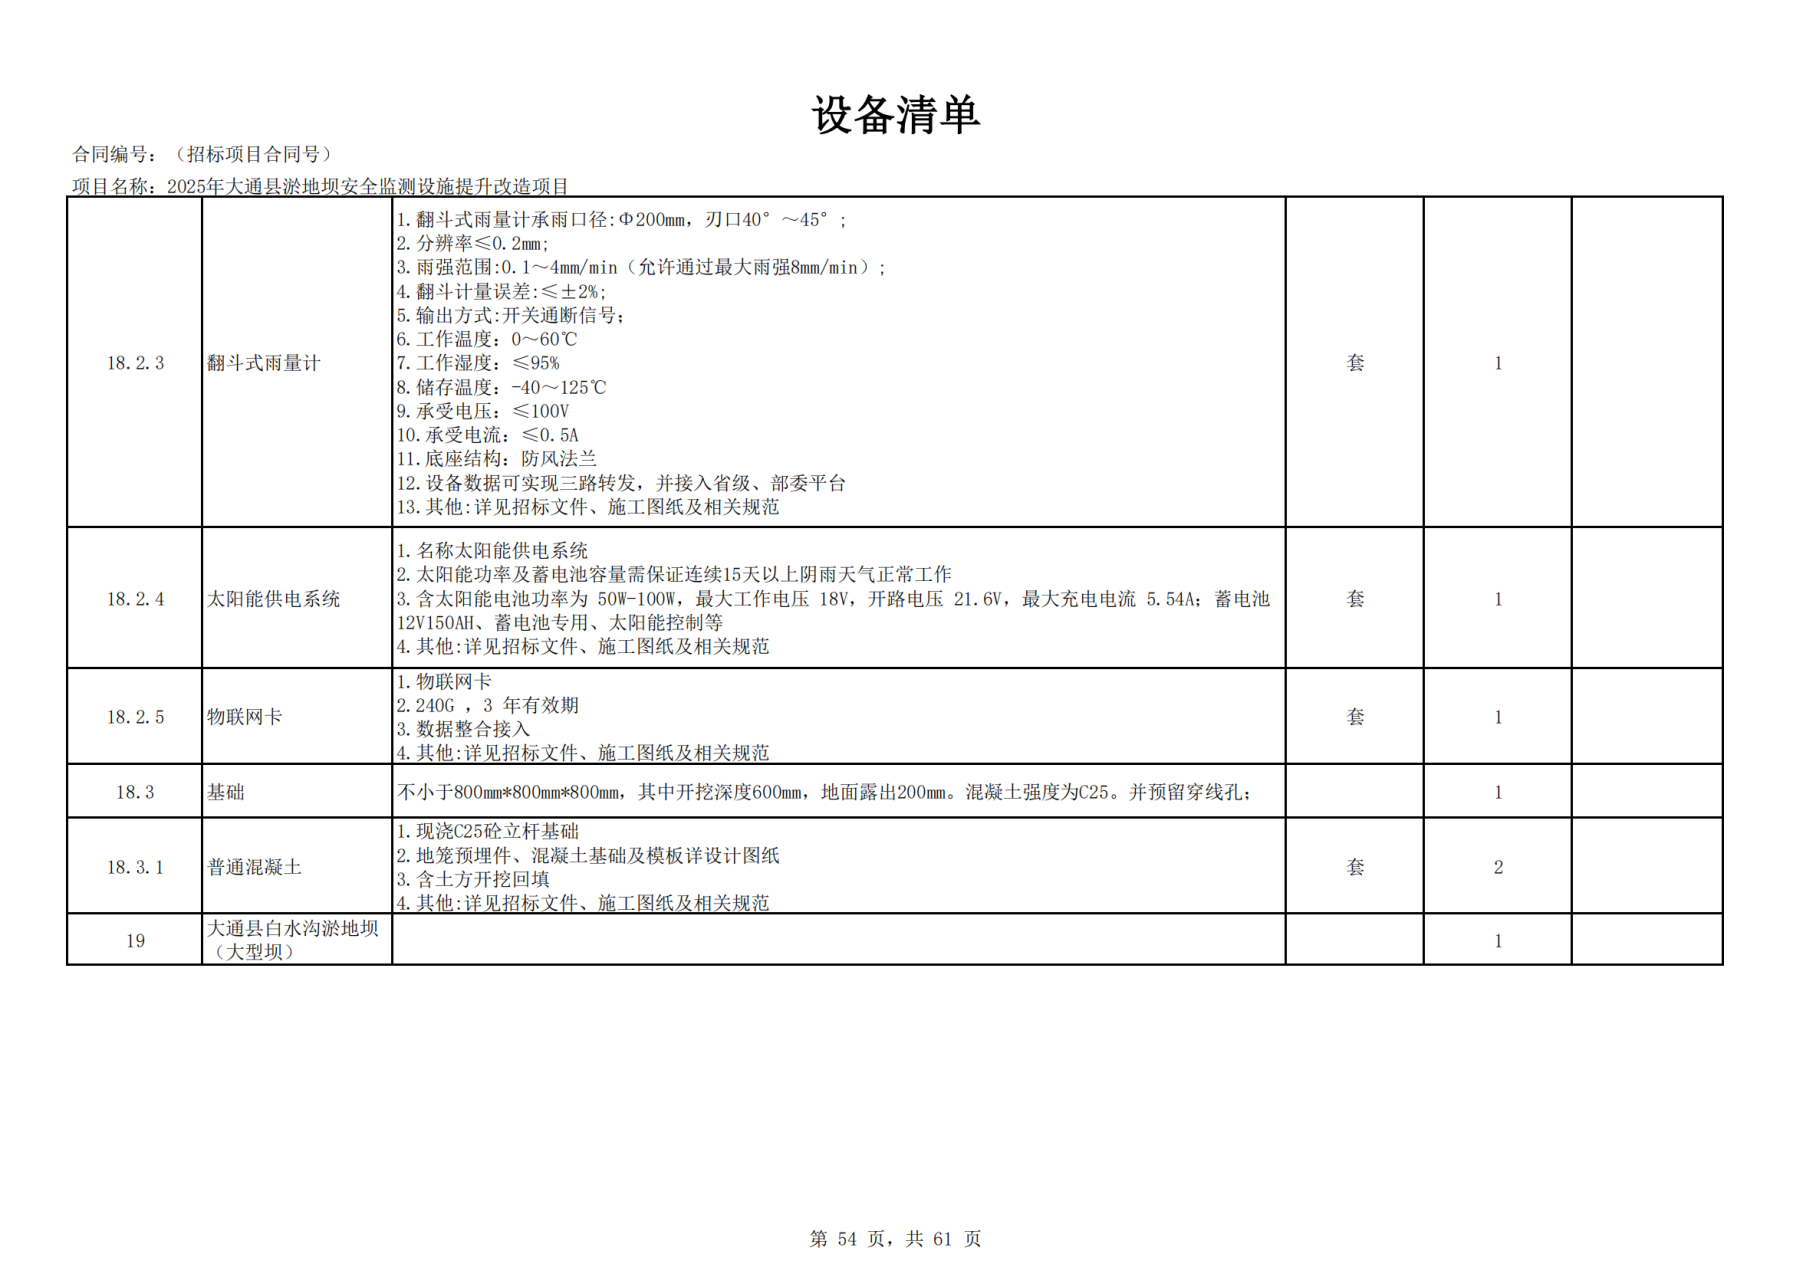 设备清单
合同编号：（招标项目合同号）
项目名称：2025年大通县淤地坝安全监测设施提升改造项目
18.2.3
翻斗式雨量计
1.翻斗式雨量计承雨口径:Φ200mm，刃口40°～45°;
2.分辨率≤0.2mm;
3.雨强范围:0.1～4mm/min（允许通过最大雨强8mm/min）;
4.翻斗计量误差:≤±2%;
5.输出方式:开关通断信号;
6.工作温度：0～60℃
7.工作湿度：≤95%
8.储存温度：-40～125℃
9.承受电压：≤100V
10.承受电流：≤0.5A
11.底座结构：防风法兰
12.设备数据可实现三路转发，并接入省级、部委平台
13.其他:详见招标文件、施工图纸及相关规范
套
1
18.2.4
太阳能供电系统
1.名称太阳能供电系统
2.太阳能功率及蓄电池容量需保证连续15天以上阴雨天气正常工作
3.含太阳能电池功率为 50W-100W，最大工作电压 18V，开路电压 21.6V，最大充电电流 5.54A；蓄电池
12V150AH、蓄电池专用、太阳能控制等
4.其他:详见招标文件、施工图纸及相关规范
套
1
18.2.5
物联网卡
1.物联网卡
2.240G ，3 年有效期
3.数据整合接入
4.其他:详见招标文件、施工图纸及相关规范
套
1
18.3
基础
不小于800mm*800mm*800mm，其中开挖深度600mm，地面露出200mm。混凝土强度为C25。并预留穿线孔；
1
18.3.1
普通混凝土
1.现浇C25砼立杆基础
2.地笼预埋件、混凝土基础及模板详设计图纸
3.含土方开挖回填
4.其他:详见招标文件、施工图纸及相关规范
套
2
19
大通县白水沟淤地坝
（大型坝）
1
第 54 页，共 61 页